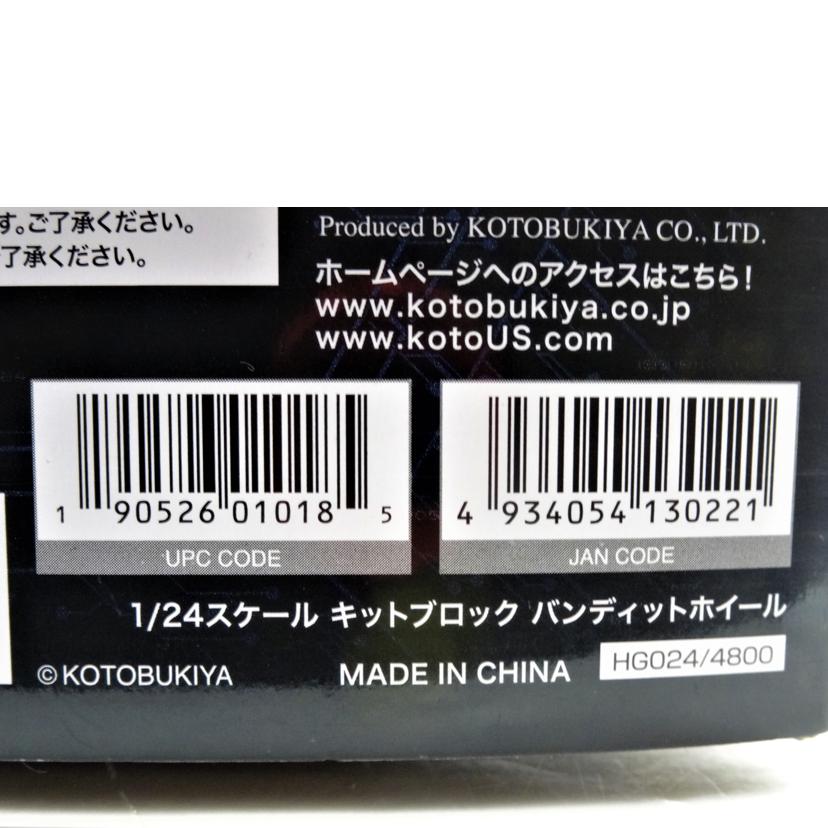 す。ご了承ください。
了承ください。
Produced by KOTOBUKIYA CO., LTD.
ホームページへのアクセスはこちら!
www.kotobukiya.co.jp
www.kotoUS.com
1 90526 01018 5
UPC CODE
4 934054 130221
JAN CODE
1/24スケール キットブロック バンディットホイール
©KOTOBUKIYA
MADE IN CHINA
HG024/4800